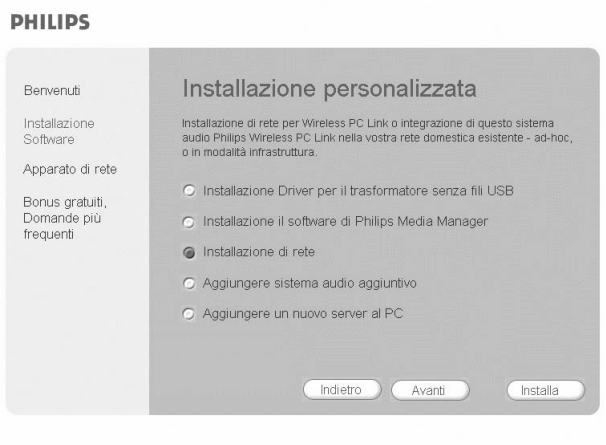 PHILIPS
Benvenuti
Installazione
Software
Apparato di rete
Bonus gratuiti,
Domande più
frequenti
Installazione personalizzata
Installazione di rete per Wireless PC Link o integrazione di questo sistema
audio Philips Wireless PC Link nella vostra rete domestica esistente - ad-hoc,
o in modalità infrastruttura.
Installazione Driver per il trasformatore senza fili USB
Installazione il software di Philips Media Manager
Installazione di rete
Aggiungere sistema audio aggiuntivo
Aggiungere un nuovo server al PC
Indietro
Avanti
Installa